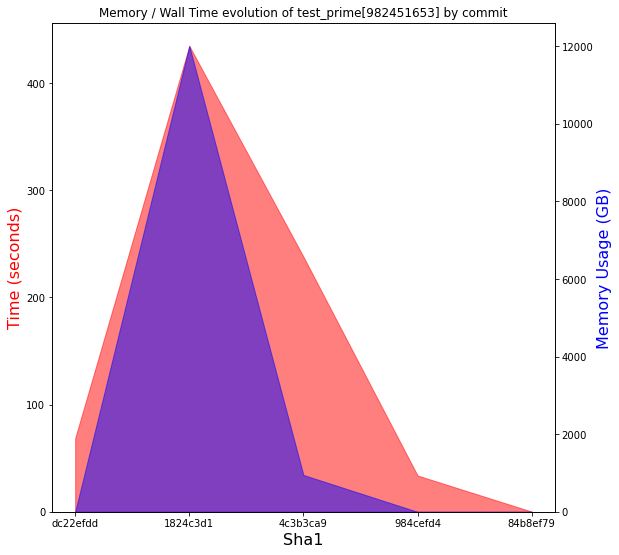 Memory / Wall Time evolution of test_prime[982451653] by commit
400
300
200
100
0
Time (seconds)
12000
10000
8000
6000
4000
2000
0
Memory Usage (GB)
dc22efdd 1824c3d1 4c3b3ca9 984cefd4 84b8ef79
Sha1